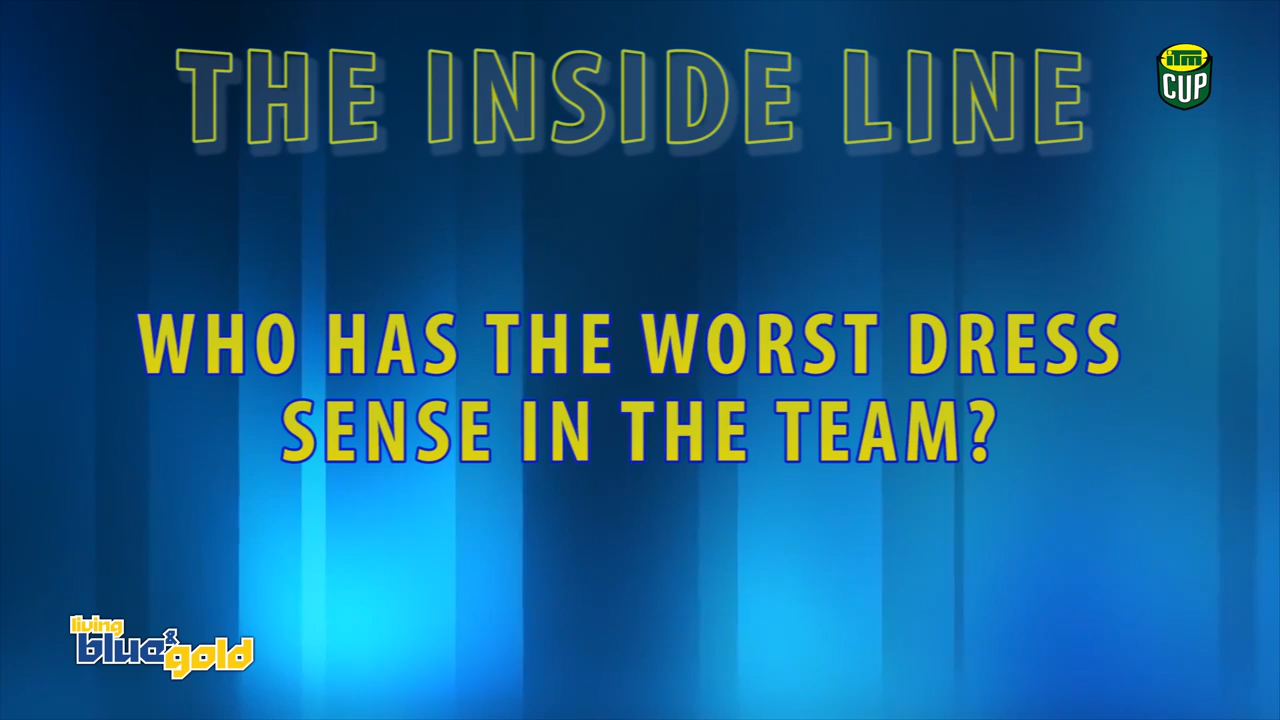 THE INSIDE LINE
iTm
CUP
WHO HAS THE WORST DRESS
SENSE IN THE TEAM?
living
blue & gold